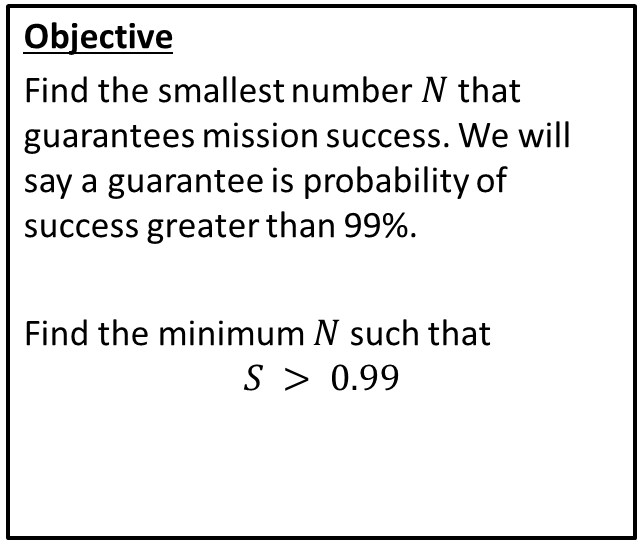 Objective
Find the smallest number N that
guarantees mission success. We will
say a guarantee is probability of
success greater than 99%.
Find the minimum N such that
S > 0.99